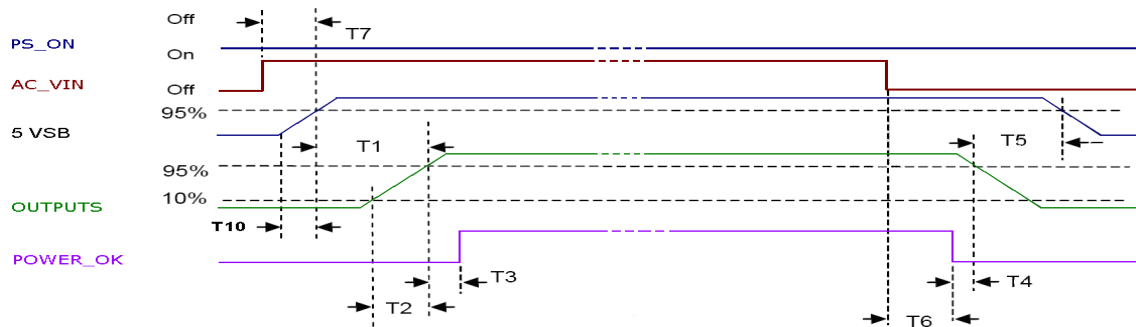 Off
T7
PS_ON
On
AC_VIN
Off
95%
5 VSB
T1
T5
95%
10%
OUTPUTS
T10
POWER_OK
T3
T4
T2
T6